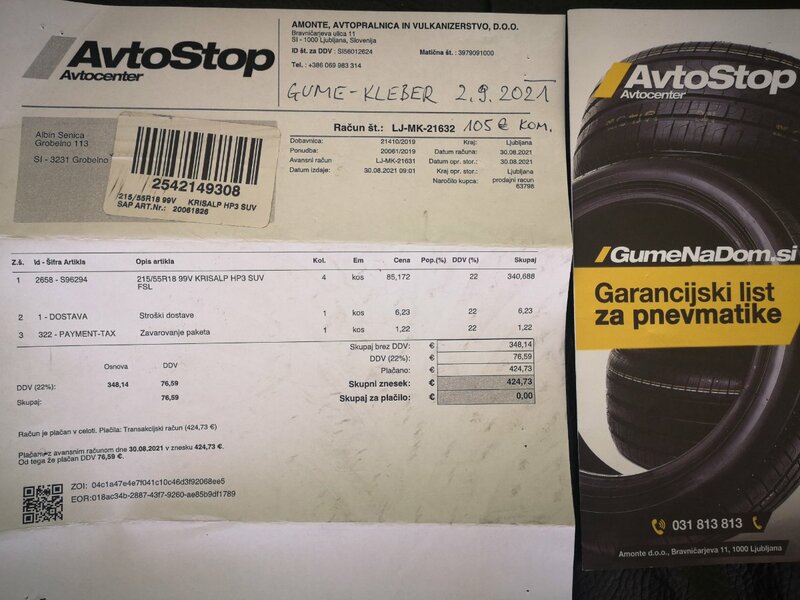 AvtoStop
Avtocenter
AMONTE, AVTOPRALNICA IN VULKANIZERSTVO, D.O.O.
Bravničarjeva ulica 11
SI - 1000 Ljubljana, Slovenija
ID št. za DDV : SI56012624 Matična št. : 3979091000
Tel. : +386 069 983 314
GUME-KLEBER 2.9.2021
Račun št.: LJ-MK-21632 105 € KOM.
Albin Senica
Grobelno 113
SI - 3231 Grobelno
2542149308
215/55R18 99V KRISALP HP3 SUV
SAP ART.Nr.: 20061826
Dobavnica: 21410/2019 Kraj: Ljubljana
Ponudba: 20061/2019 Datum računa: 30.08.2021
Avansni račun LJ-MK-21631 Datum opr. stor.: 30.08.2021
Datum izdaje: 30.08.2021 09:01 Kraj opr. stor.: Ljubljana
Naročilo kupca: prodajni racun
63798
Z.š. Id - Šifra Artikla Opis artikla Kol. Em Cena Pop.(%) DDV (%) Skupaj
1 2658 - S96294 215/55R18 99V KRISALP HP3 SUV 4 kos 85,172 22 340,688
FSL
2 1 - DOSTAVA Stroški dostave 1 kos 6,23 22 6,23
3 322 - PAYMENT-TAX Zavarovanje paketa 1 kos 1,22 22 1,22
Skupaj brez DDV: € 348,14
DDV (22%): € 76,59
Plačano: € 424,73
Skupni znesek: € 424,73
Skupaj za plačilo: € 0,00
Osnova DDV
DDV (22%): 348,14 76,59
Skupaj: 76,59
Račun je plačan v celoti. Plačila: Transakcijski račun (424,73 €)
Plačano z avansnim računom dne 30.08.2021 v znesku 424,73 €.
Od tega že plačan DDV 76,59 €.
ZOI: 04c1a47e4e7f041c10c46d3f92068ee5
EOR:018ac34b-2887-43f7-9260-ae85b9df1789
AvtoStop
Avtocenter
/GumeNaDom.si
Garancijski list
za pnevmatike
031 813 813
Amonte d.o.o., Bravničarjeva 11, 1000 Ljubljana